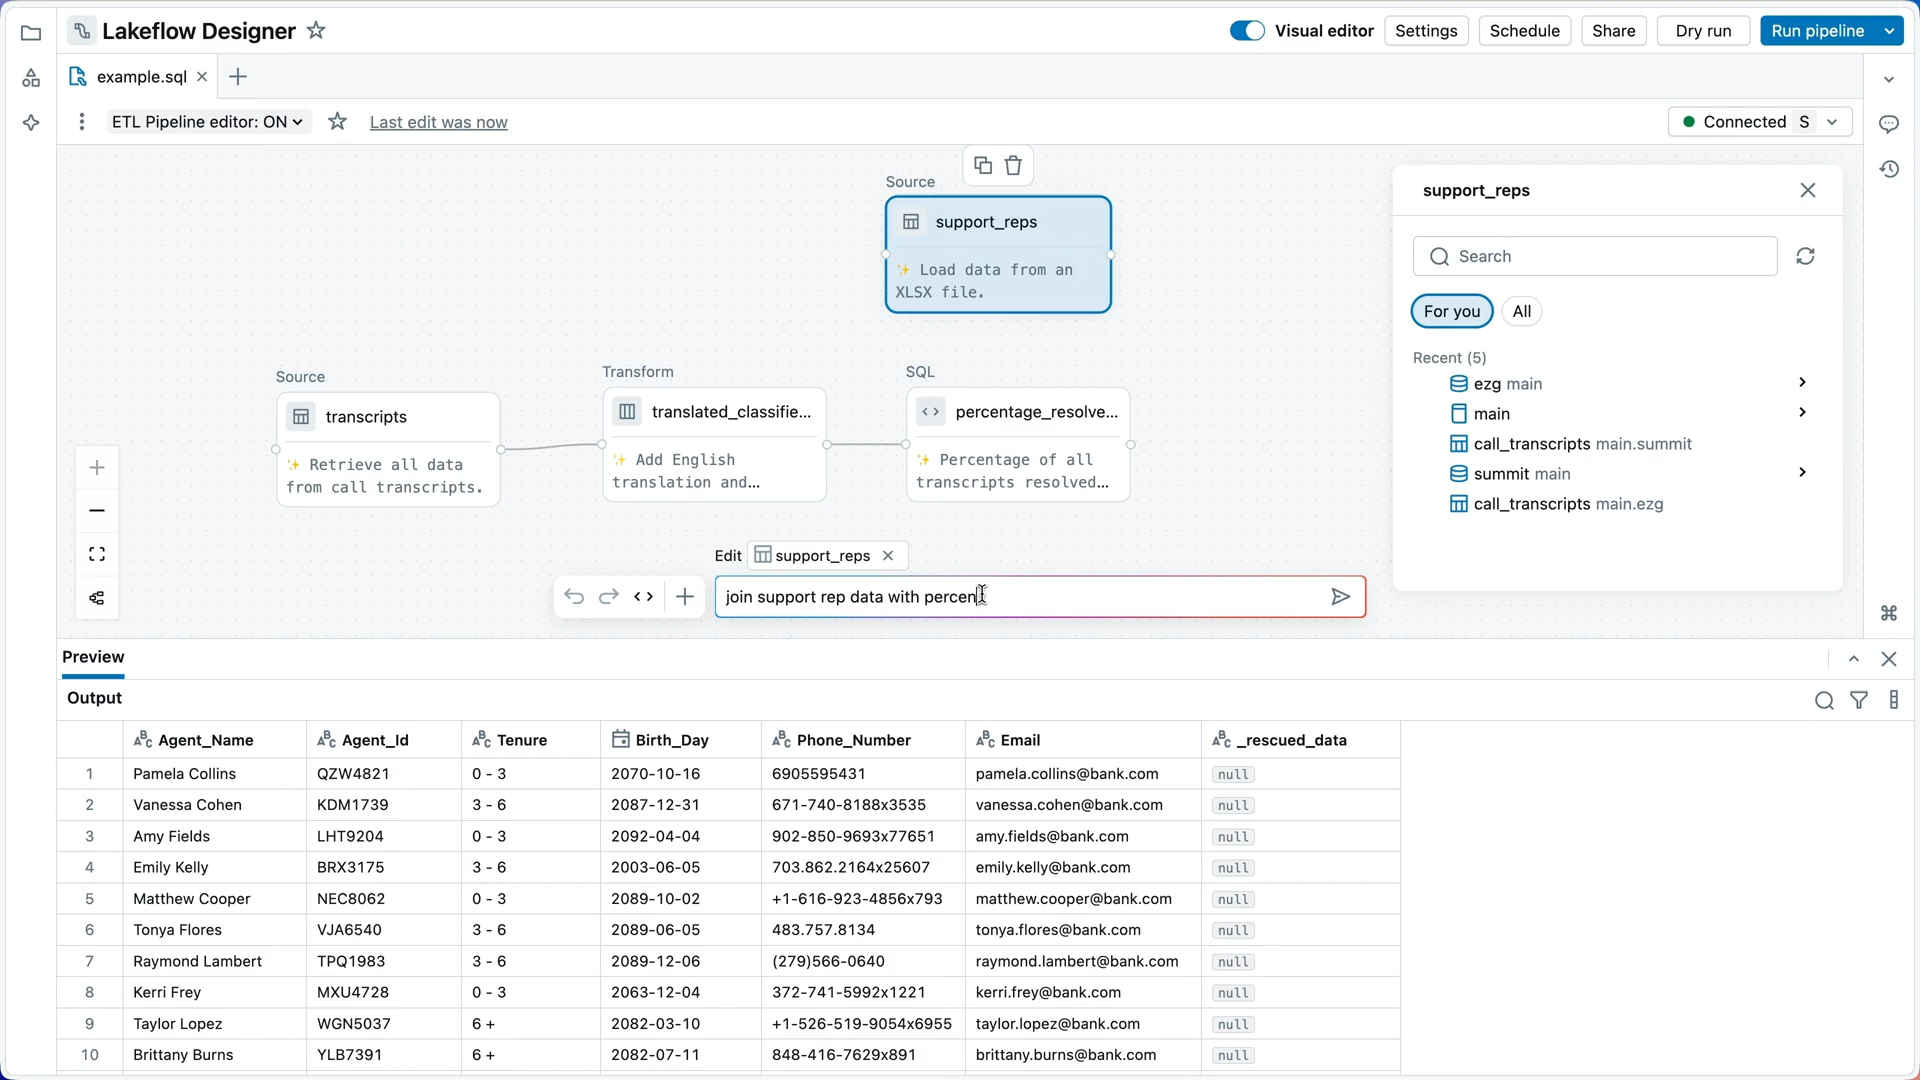 Lakeflow Designer
Visual editor
Settings
Schedule
Share
Dry run
Run pipeline
example.sql
ETL Pipeline editor: ON
Last edit was now
Connected S
Source
support_reps
✨ Load data from an
XLSX file.
Source
transcripts
✨ Retrieve all data
from call transcripts.
Transform
translated_classifie...
✨ Add English
translation and...
SQL
percentage_resolve...
✨ Percentage of all
transcripts resolved...
support_reps
Search
For you
All
Recent (5)
ezg main
main
call_transcripts main.summit
summit main
call_transcripts main.ezg
Edit support_reps
join support rep data with percent
Preview
Output
Agent_Name Agent_Id Tenure Birth_Day Phone_Number Email _rescued_data
1 Pamela Collins QZW4821 0 - 3 2070-10-16 6905595431 pamela.collins@bank.com null
2 Vanessa Cohen KDM1739 3 - 6 2087-12-31 671-740-8188x3535 vanessa.cohen@bank.com null
3 Amy Fields LHT9204 0 - 3 2092-04-04 902-850-9693x77651 amy.fields@bank.com null
4 Emily Kelly BRX3175 3 - 6 2003-06-05 703.862.2164x25607 emily.kelly@bank.com null
5 Matthew Cooper NEC8062 0 - 3 2089-10-02 +1-616-923-4856x793 matthew.cooper@bank.com null
6 Tonya Flores VJA6540 3 - 6 2089-06-05 483.757.8134 tonya.flores@bank.com null
7 Raymond Lambert TPQ1983 3 - 6 2089-12-06 (279)566-0640 raymond.lambert@bank.com null
8 Kerri Frey MXU4728 0 - 3 2063-12-04 372-741-5992x1221 kerri.frey@bank.com null
9 Taylor Lopez WGN5037 6 + 2082-03-10 +1-526-519-9054x6955 taylor.lopez@bank.com null
10 Brittany Burns YLB7391 6 + 2082-07-11 848-416-7629x891 brittany.burns@bank.com null